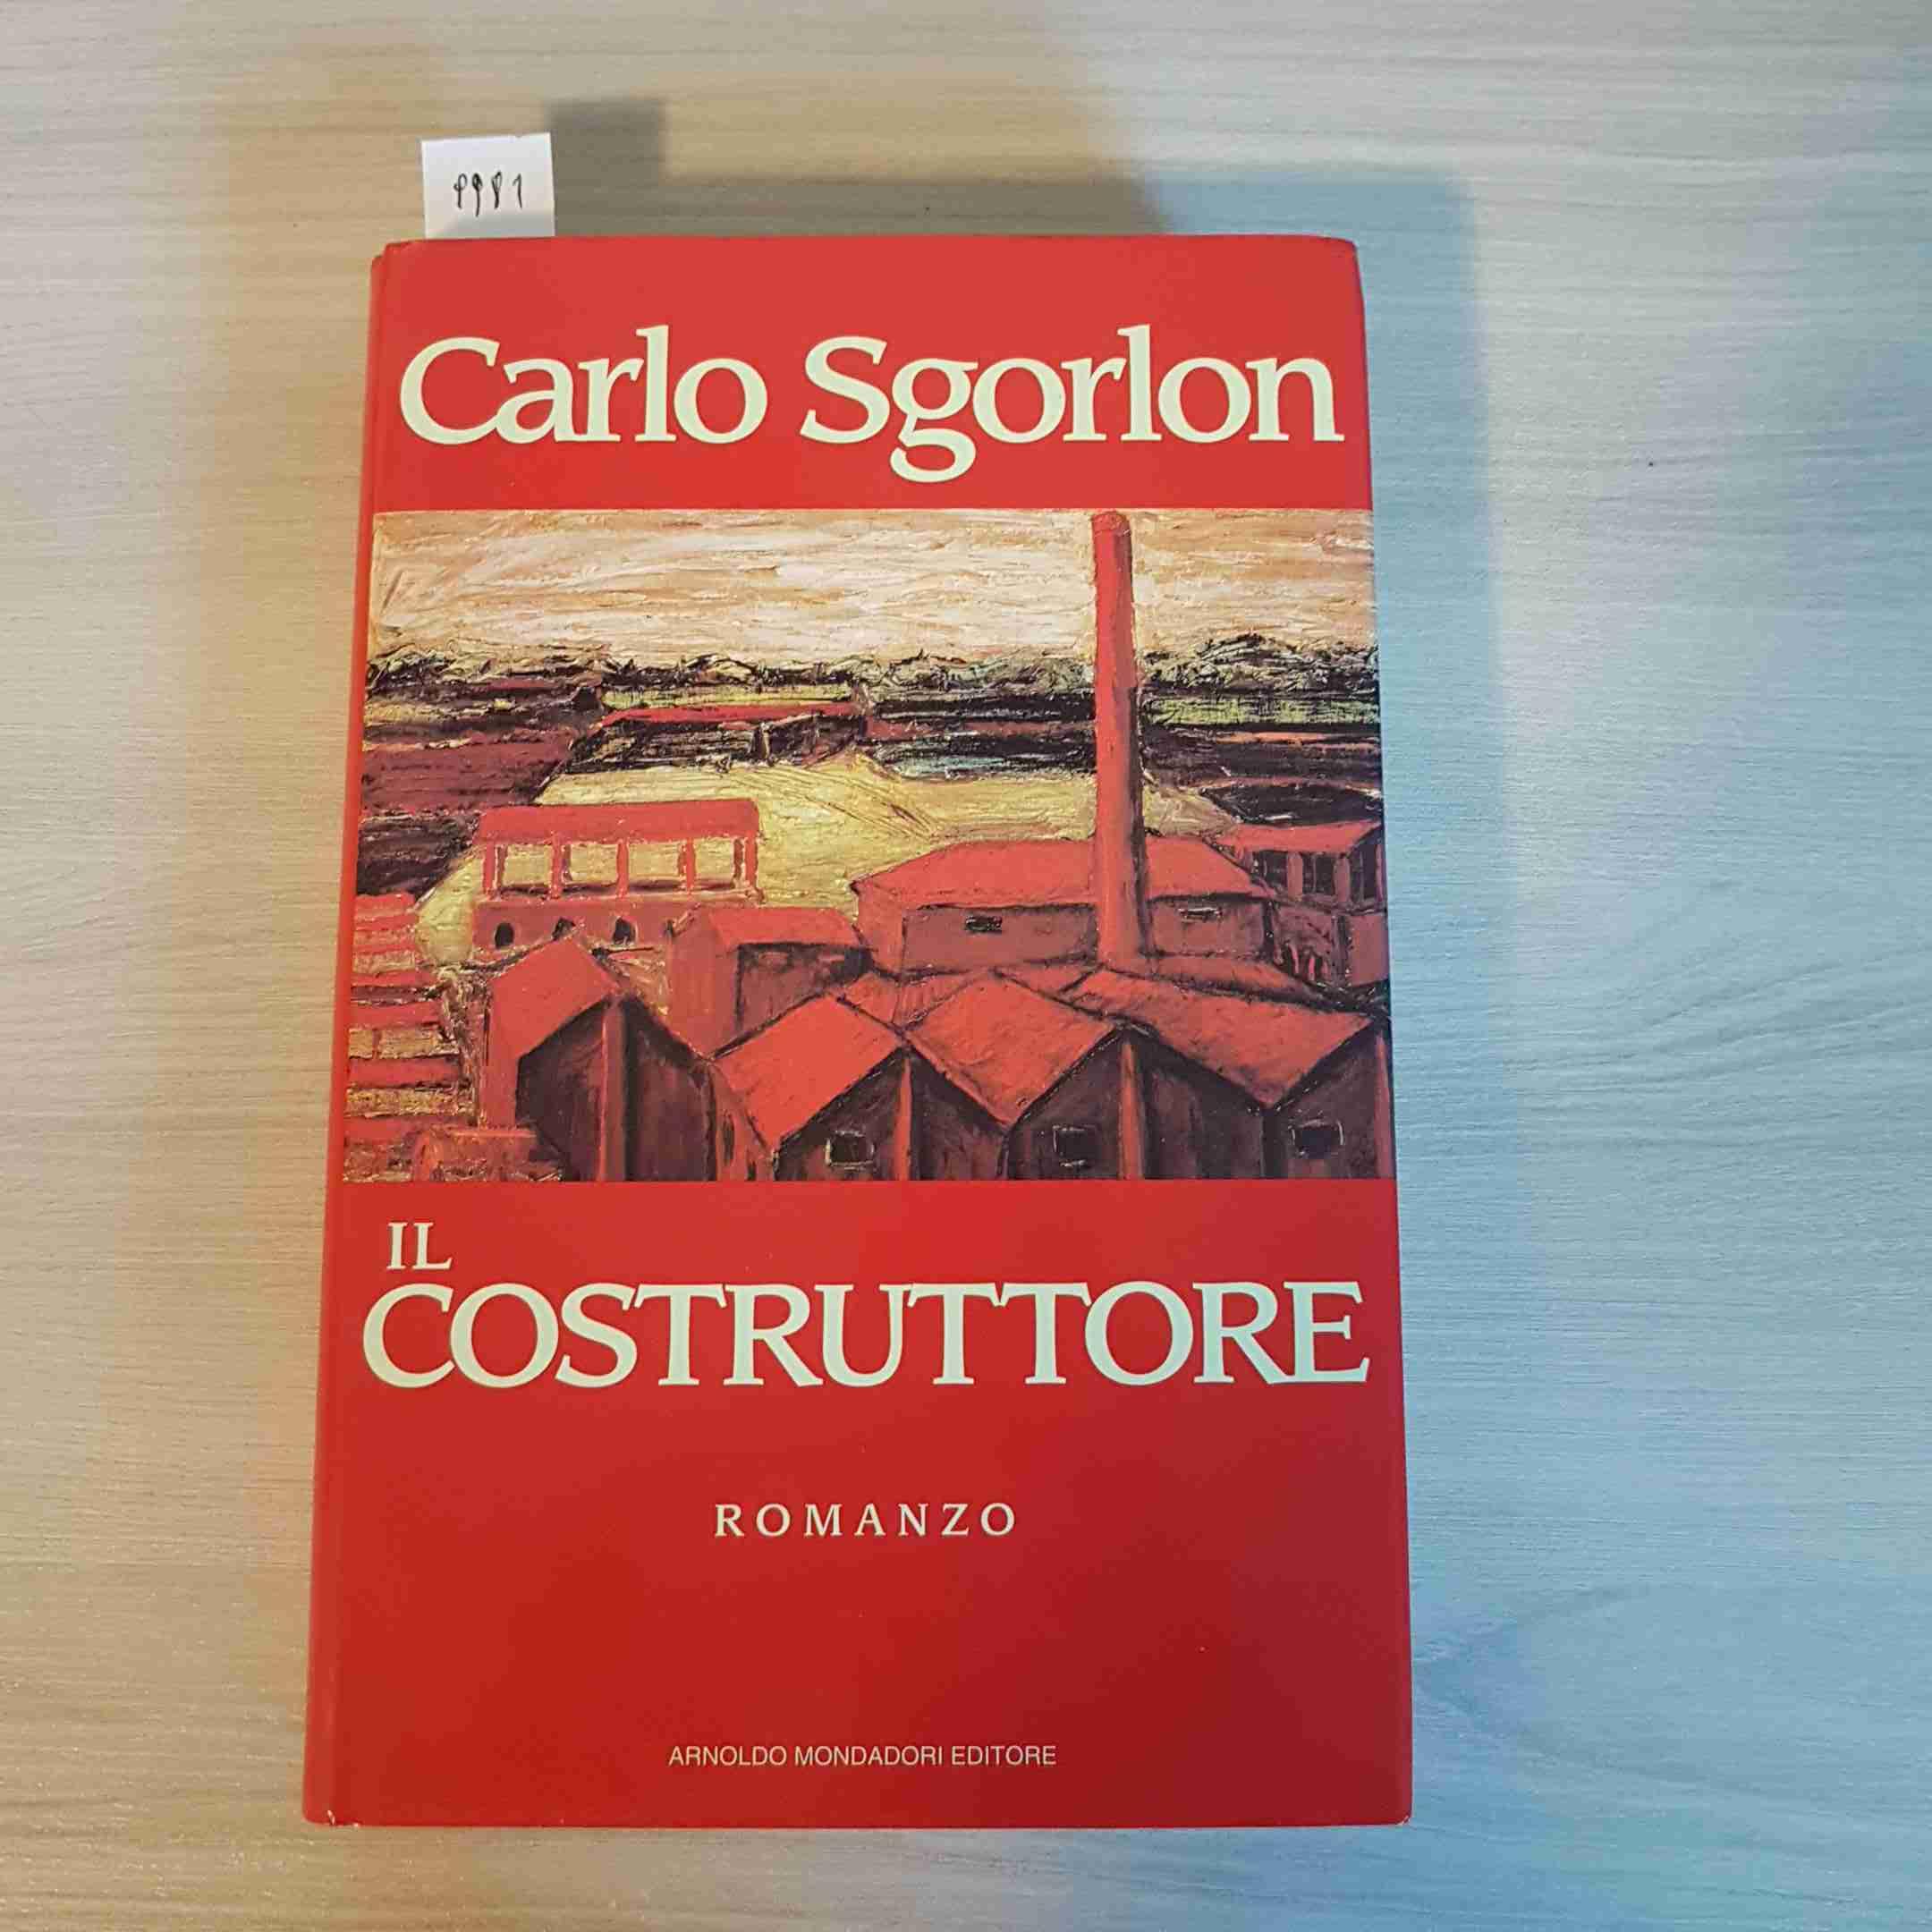 Carlo Sgorlon
IL
COSTRUTTORE
ROMANZO
ARNOLDO MONDADORI EDITORE